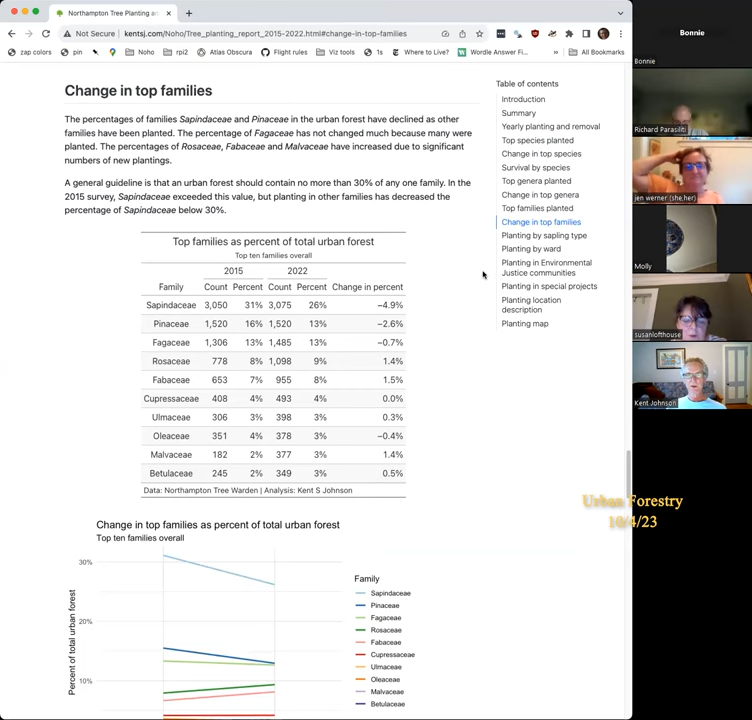 Northampton Tree Planting an
Not Secure
kentsj.com/Noho/Tree_planting_report_2015-2022.html#change-in-top-families
zap colors
pin
Noho
rpi2
Atlas Obscura
Flight rules
Viz tools
1s
Where to Live?
Wordle Answer Fi...
»
All Bookmarks
Change in top families
The percentages of families Sapindaceae and Pinaceae in the urban forest have declined as other
families have been planted. The percentage of Fagaceae has not changed much because many were
planted. The percentages of Rosaceae, Fabaceae and Malvaceae have increased due to significant
numbers of new plantings.
A general guideline is that an urban forest should contain no more than 30% of any one family. In the
2015 survey, Sapindaceae exceeded this value, but planting in other families has decreased the
percentage of Sapindaceae below 30%.
Top families as percent of total urban forest
Top ten families overall
2015 2022
Family Count Percent Count Percent Change in percent
Sapindaceae 3,050 31% 3,075 26% −4.9%
Pinaceae 1,520 16% 1,520 13% −2.6%
Fagaceae 1,306 13% 1,485 13% −0.7%
Rosaceae 778 8% 1,098 9% 1.4%
Fabaceae 653 7% 955 8% 1.5%
Cupressaceae 408 4% 493 4% 0.0%
Ulmaceae 306 3% 398 3% 0.3%
Oleaceae 351 4% 378 3% −0.4%
Malvaceae 182 2% 377 3% 1.4%
Betulaceae 245 2% 349 3% 0.5%
Data: Northampton Tree Warden | Analysis: Kent S Johnson
Change in top families as percent of total urban forest
Top ten families overall
30%
20%
10%
Percent of total urban forest
Family
Sapindaceae
Pinaceae
Fagaceae
Rosaceae
Fabaceae
Cupressaceae
Ulmaceae
Oleaceae
Malvaceae
Betulaceae
Table of contents
Introduction
Summary
Yearly planting and removal
Top species planted
Change in top species
Survival by species
Top genera planted
Change in top genera
Top families planted
Change in top families
Planting by sapling type
Planting by ward
Planting in Environmental
Justice communities
Planting in special projects
Planting location
description
Planting map
Bonnie
Bonnie
Richard Parasiliti
jen werner (she,her)
Molly
susanlofthouse
Kent Johnson
Urban Forestry
10/4/23